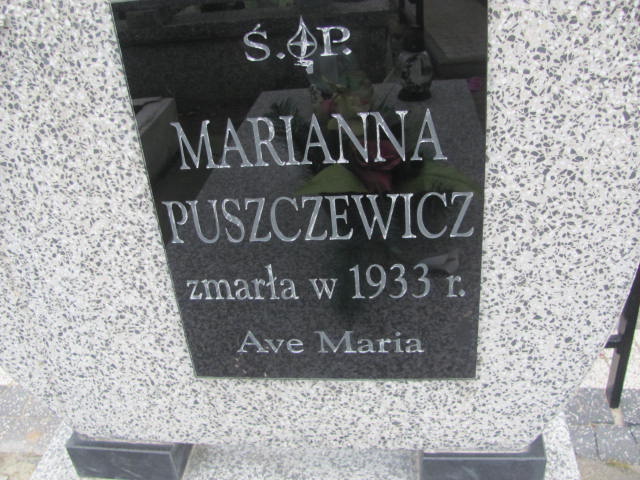 Ś. P.
MARIANNA
PUSZCZEWICZ
zmarła w 1933 r.
Ave Maria